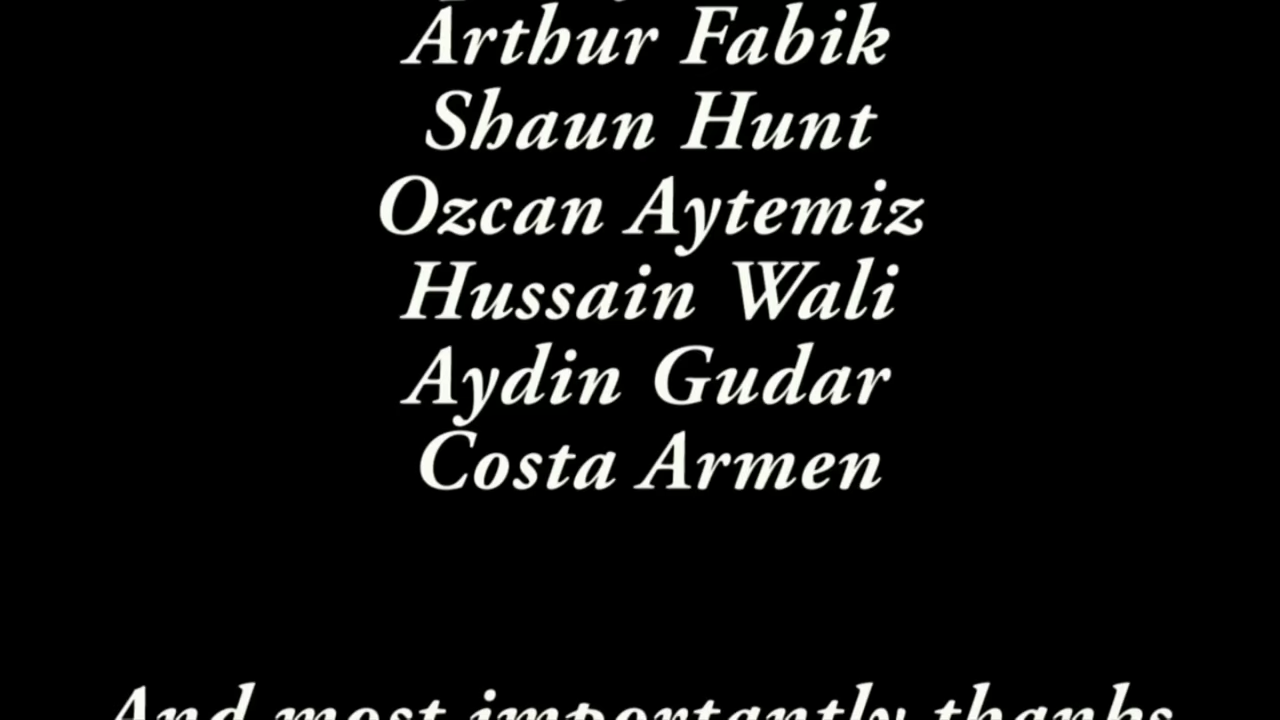 Arthur Fabik
Shaun Hunt
Ozcan Aytemiz
Hussain Wali
Aydin Gudar
Costa Armen
And most importantly thanks